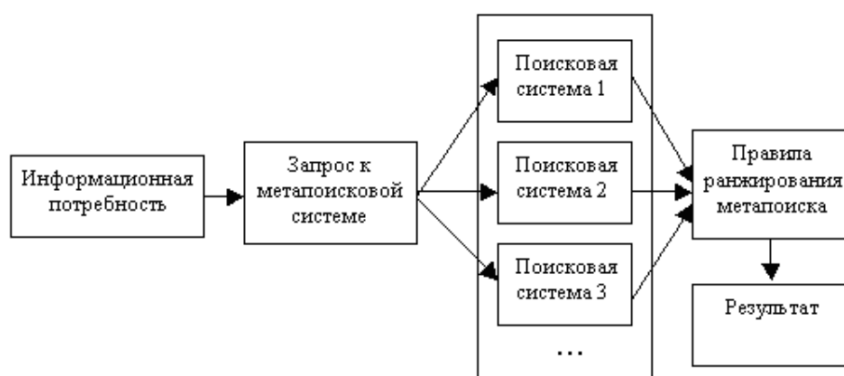 Информационная
потребность
Запрос к
метапоисковой
системе
Поисковая
система 1
Поисковая
система 2
Поисковая
система 3
...
Правила
ранжирования
метапоиска
Результат